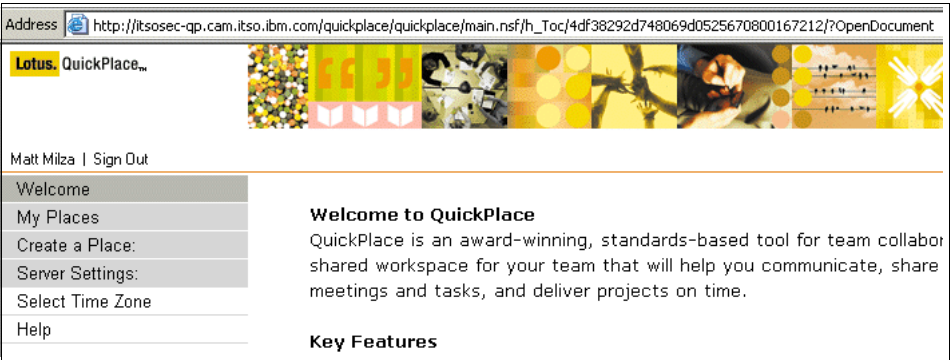 Address http://itsosec-qp.cam.itso.ibm.com/quickplace/quickplace/main.nsf/h_Toc/4df38292d748069d0525670800167212/?OpenDocument
Lotus. QuickPlace™
Matt Milza | Sign Out
Welcome
My Places
Create a Place:
Server Settings:
Select Time Zone
Help
Welcome to QuickPlace
QuickPlace is an award-winning, standards-based tool for team collabor
shared workspace for your team that will help you communicate, share
meetings and tasks, and deliver projects on time.
Key Features